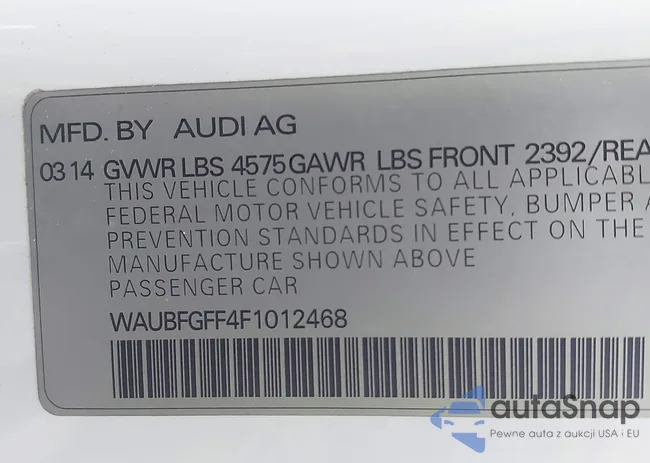 MFD. BY AUDI AG
03 14 GVWR LBS 4575 GAWR LBS FRONT 2392/REA
THIS VEHICLE CONFORMS TO ALL APPLICABL
FEDERAL MOTOR VEHICLE SAFETY, BUMPER A
PREVENTION STANDARDS IN EFFECT ON THE
MANUFACTURE SHOWN ABOVE
PASSENGER CAR
WAUBFGFF4F1012468
autaSnap
Pewne auta z aukcji USA i EU